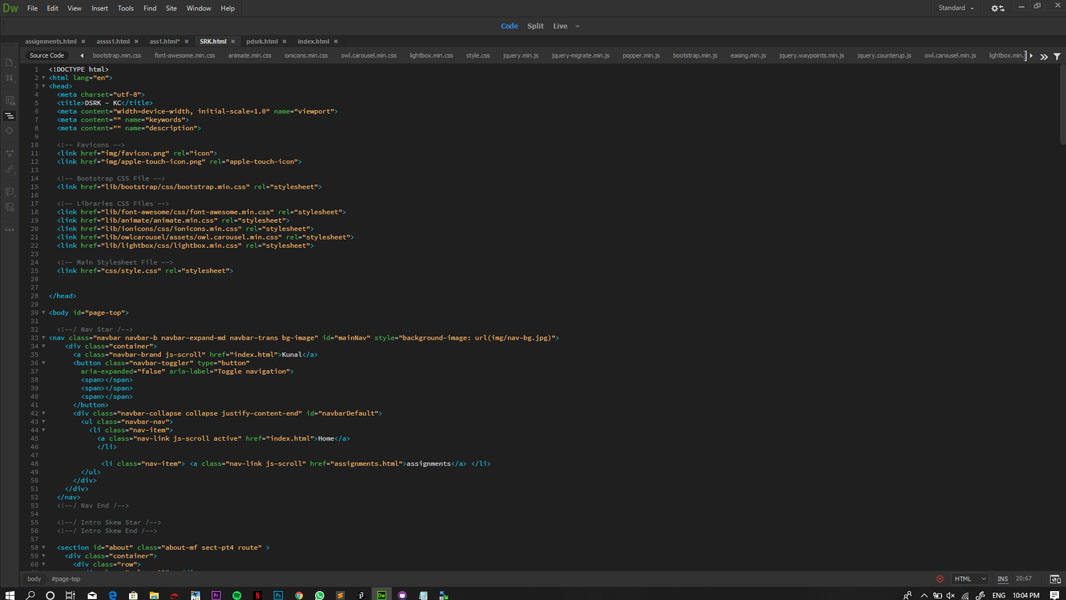 Dw File Edit View Insert Tools Find Site Window Help Standard
Code Split Live
assignments.html × assss1.html × ass1.html* × SRK.html × pdsrk.html × index.html ×
Source Code bootstrap.min.css font-awesome.min.css animate.min.css ionicons.min.css owl.carousel.min.css lightbox.min.css style.css jquery.min.js jquery-migrate.min.js popper.min.js bootstrap.min.js easing.min.js jquery.waypoints.min.js jquery.counterup.js owl.carousel.min.js lightbox.min.
1 <!DOCTYPE html>
2 <html lang="en">
3 <head>
4 <meta charset="utf-8">
5 <title>DSRK - KC</title>
6 <meta content="width=device-width, initial-scale=1.0" name="viewport">
7 <meta content="" name="keywords">
8 <meta content="" name="description">
9
10 <!-- Favicons -->
11 <link href="img/favicon.png" rel="icon">
12 <link href="img/apple-touch-icon.png" rel="apple-touch-icon">
13
14 <!-- Bootstrap CSS File -->
15 <link href="lib/bootstrap/css/bootstrap.min.css" rel="stylesheet">
16
17 <!-- Libraries CSS Files -->
18 <link href="lib/font-awesome/css/font-awesome.min.css" rel="stylesheet">
19 <link href="lib/animate/animate.min.css" rel="stylesheet">
20 <link href="lib/ionicons/css/ionicons.min.css" rel="stylesheet">
21 <link href="lib/owlcarousel/assets/owl.carousel.min.css" rel="stylesheet">
22 <link href="lib/lightbox/css/lightbox.min.css" rel="stylesheet">
23
24 <!-- Main Stylesheet File -->
25 <link href="css/style.css" rel="stylesheet">
26
27
28 </head>
29
30 <body id="page-top">
31
32 <!--/ Nav Star /-->
33 <nav class="navbar navbar-b navbar-expand-md navbar-trans bg-image" id="mainNav" style="background-image: url(img/nav-bg.jpg)">
34 <div class="container">
35 <a class="navbar-brand js-scroll" href="index.html">Kunal</a>
36 <button class="navbar-toggler" type="button"
37 aria-expanded="false" aria-label="Toggle navigation">
38 <span></span>
39 <span></span>
40 <span></span>
41 </button>
42 <div class="navbar-collapse collapse justify-content-end" id="navbarDefault">
43 <ul class="navbar-nav">
44 <li class="nav-item">
45 <a class="nav-link js-scroll active" href="index.html">Home</a>
46 </li>
47
48 <li class="nav-item"> <a class="nav-link js-scroll" href="assignments.html">assignments</a> </li>
49 </ul>
50 </div>
51 </div>
52 </nav>
53 <!--/ Nav End /-->
54
55 <!--/ Intro Skew Star /-->
56 <!--/ Intro Skew End /-->
57
58 <section id="about" class="about-mf sect-pt4 route" >
59 <div class="container">
60 <div class="row">
body #page-top HTML INS 20:67
ENG 10:04 PM